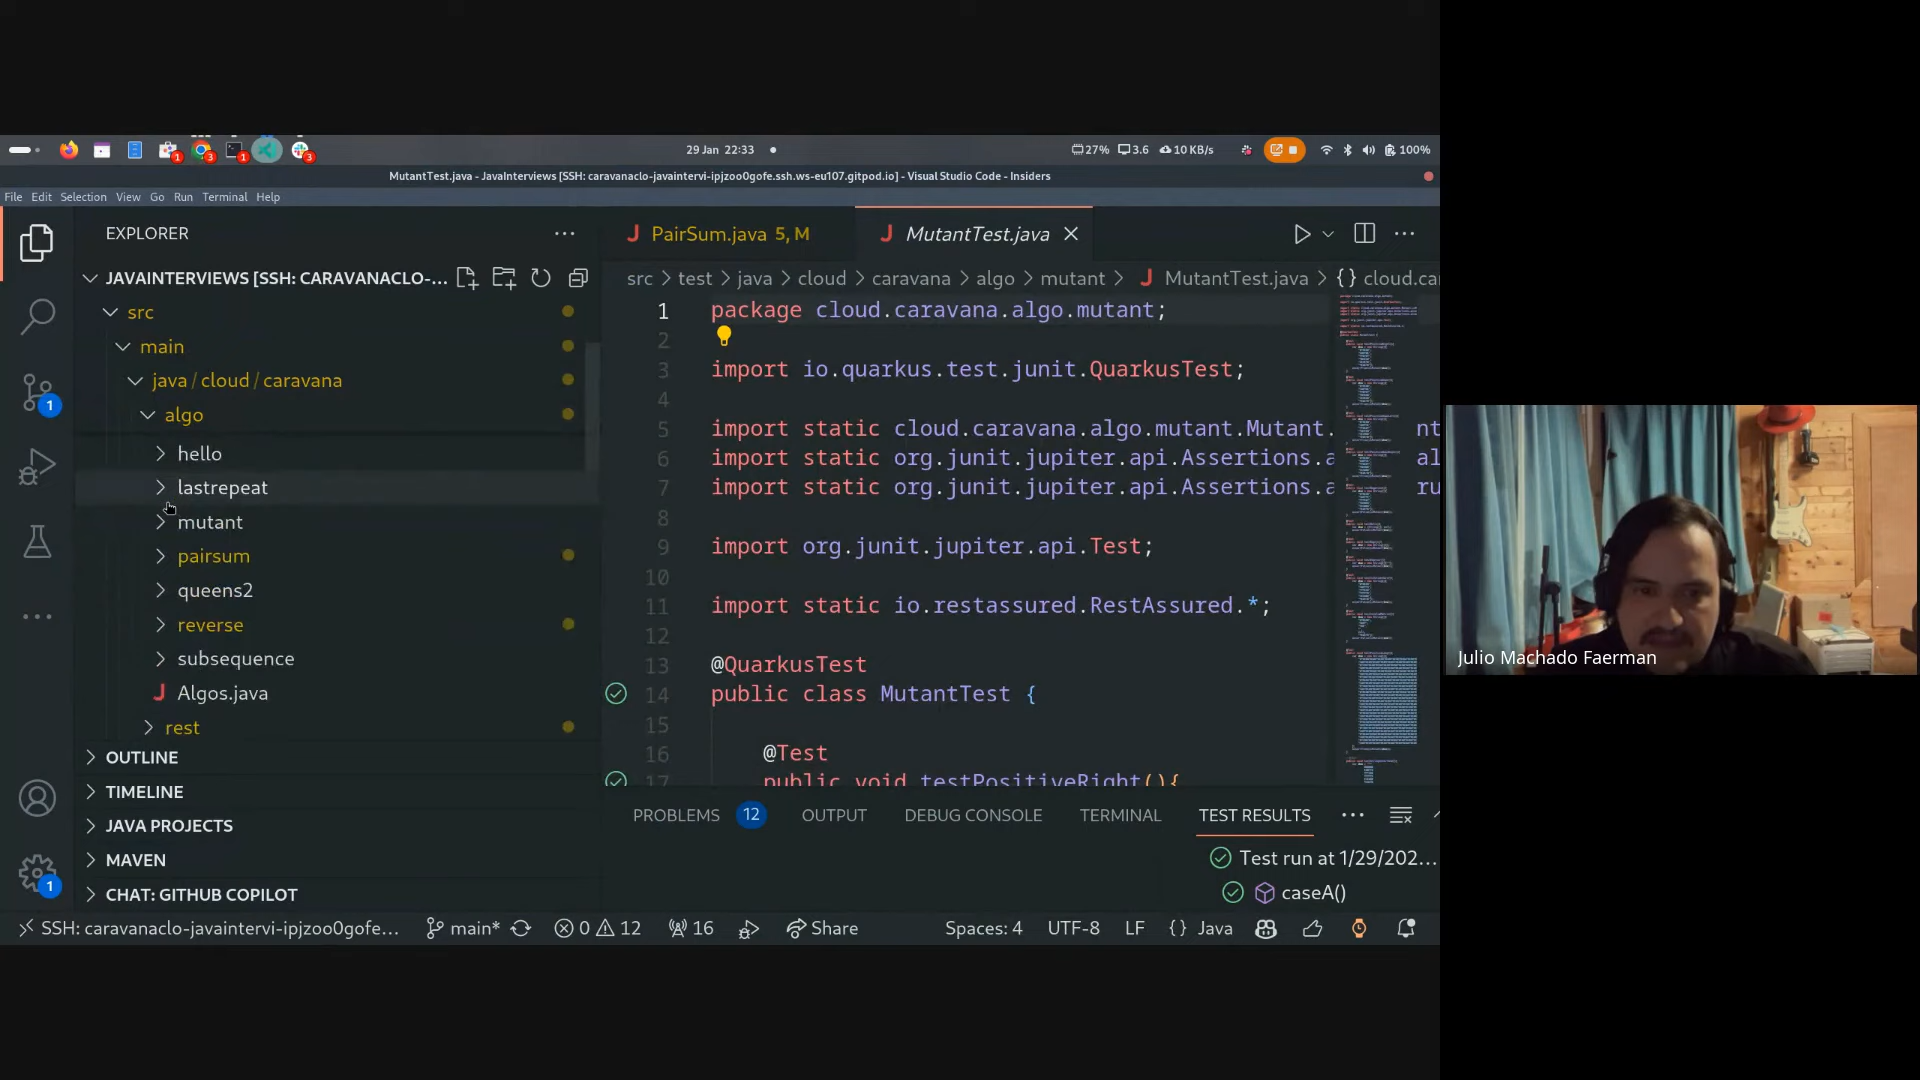 29 Jan 22:33
27% 3.6 10 KB/s 100%
MutantTest.java - JavaInterviews [SSH: caravanaclo-javaintervi-ipjzoo0gofe.ssh.ws-eu107.gitpod.io] - Visual Studio Code - Insiders
File Edit Selection View Go Run Terminal Help
EXPLORER
JAVAINTERVIEWS [SSH: CARAVANACLO-...
src
main
java / cloud / caravana
algo
hello
lastrepeat
mutant
pairsum
queens2
reverse
subsequence
Algos.java
rest
OUTLINE
TIMELINE
JAVA PROJECTS
MAVEN
CHAT: GITHUB COPILOT
PairSum.java 5, M
MutantTest.java
src > test > java > cloud > caravana > algo > mutant > MutantTest.java > {} cloud.ca
1 package cloud.caravana.algo.mutant;
2
3 import io.quarkus.test.junit.QuarkusTest;
4
5 import static cloud.caravana.algo.mutant.Mutant. nt
6 import static org.junit.jupiter.api.Assertions.a al
7 import static org.junit.jupiter.api.Assertions.a ru
8
9 import org.junit.jupiter.api.Test;
10
11 import static io.restassured.RestAssured.*;
12
13 @QuarkusTest
14 public class MutantTest {
15
16 @Test
17 public void testPositiveRight(){
PROBLEMS 12 OUTPUT DEBUG CONSOLE TERMINAL TEST RESULTS
Test run at 1/29/202...
caseA()
SSH: caravanaclo-javaintervi-ipjzoo0gofe... main* 0 12 16 Share Spaces: 4 UTF-8 LF {} Java
Julio Machado Faerman